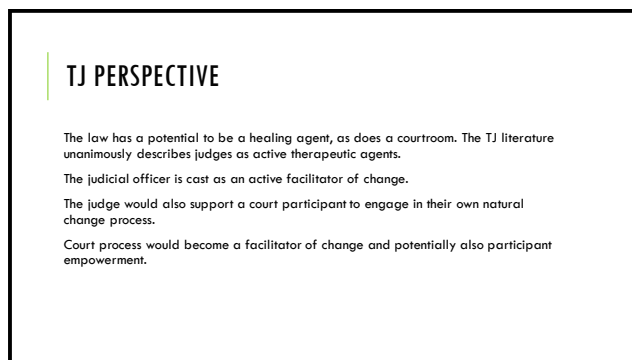 TJ PERSPECTIVE
The law has a potential to be a healing agent, as does a courtroom. The TJ literature
unanimously describes judges as active therapeutic agents.
The judicial officer is cast as an active facilitator of change.
The judge would also support a court participant to engage in their own natural
change process.
Court process would become a facilitator of change and potentially also participant
empowerment.